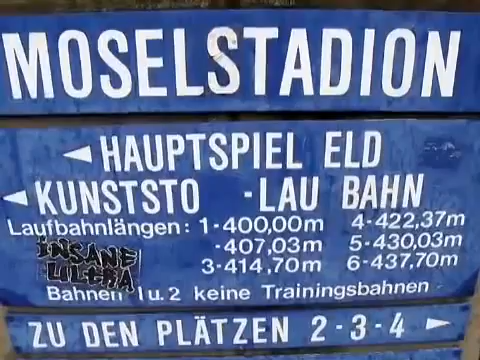 MOSELSTADION
HAUPTSPIEL ELD
KUNSTSTO -LAU BAHN
Laufbahnlängen: 1-400,00m 4-422,37m
-407,03m 5-430,03m
INSANE
ULTRA
3-414,70m 6-437,70m
Bahnen 1u.2 keine Trainingsbahnen
ZU DEN PLÄTZEN 2-3-4